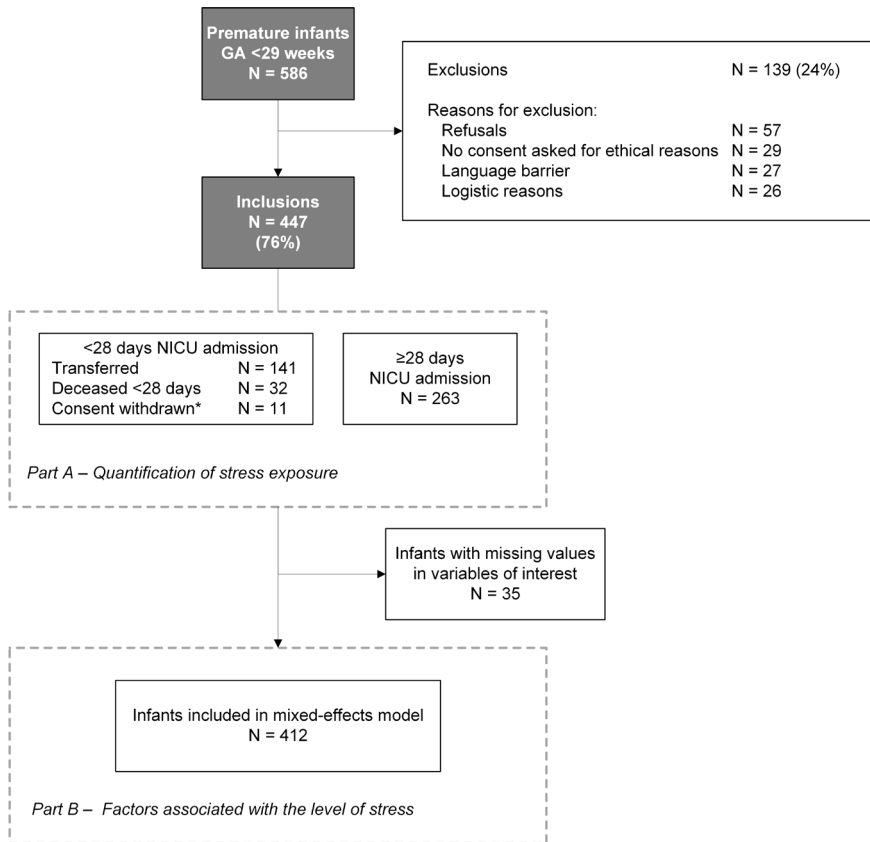 Premature infants
GA <29 weeks
N = 586
Exclusions N = 139 (24%)
Reasons for exclusion:
Refusals N = 57
No consent asked for ethical reasons N = 29
Language barrier N = 27
Logistic reasons N = 26
Inclusions
N = 447
(76%)
<28 days NICU admission
Transferred N = 141
Deceased <28 days N = 32
Consent withdrawn* N = 11
≥28 days
NICU admission
N = 263
Part A – Quantification of stress exposure
Infants with missing values
in variables of interest
N = 35
Infants included in mixed-effects model
N = 412
Part B – Factors associated with the level of stress